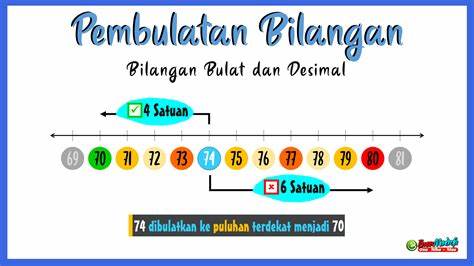 Pembulatan Bilangan
Bilangan Bulat dan Desimal
4 Satuan
69 70 71 72 73 74 75 76 77 78 79 80 81
6 Satuan
74 dibulatkan ke puluhan terdekat menjadi 70